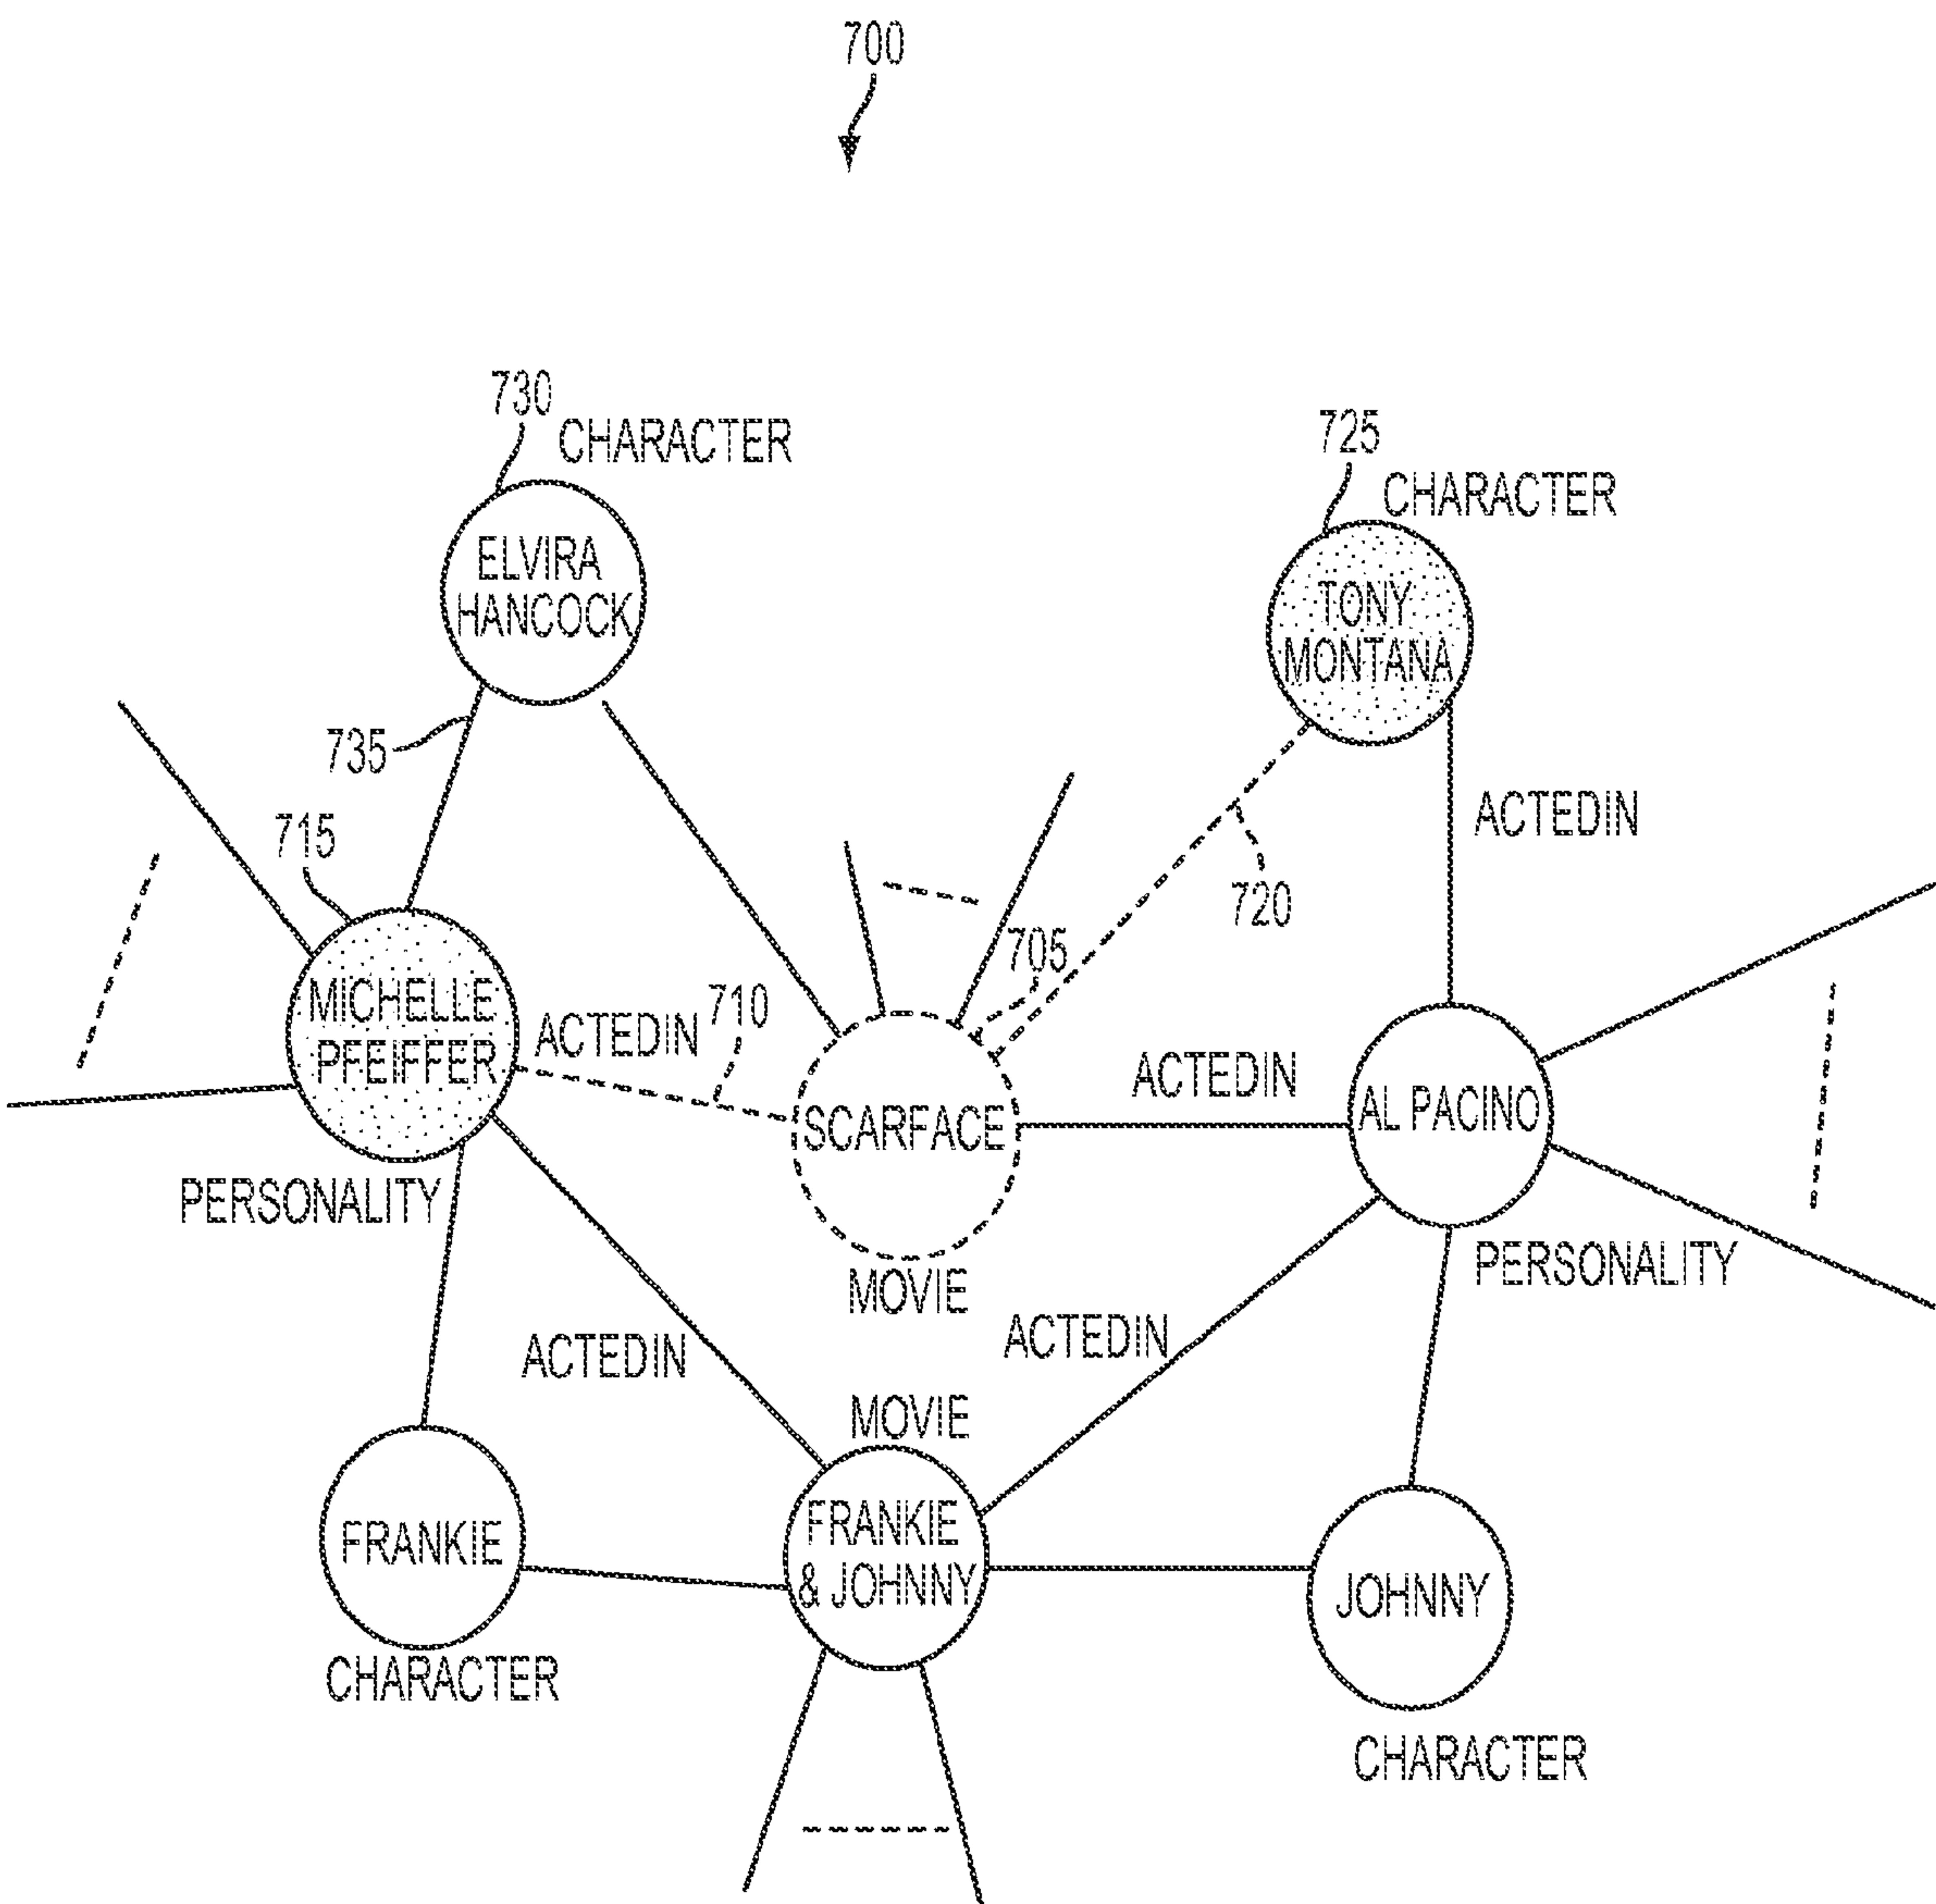 700
730
CHARACTER
725
CHARACTER
ELVIRA
HANCOCK
TONY
MONTANA
735
ACTEDIN
715
720
705
MICHELLE
PFEIFFER
ACTEDIN
710
ACTEDIN
SCARFACE
AL PACINO
PERSONALITY
MOVIE
PERSONALITY
ACTEDIN
ACTEDIN
MOVIE
FRANKIE
FRANKIE
& JOHNNY
JOHNNY
CHARACTER
CHARACTER